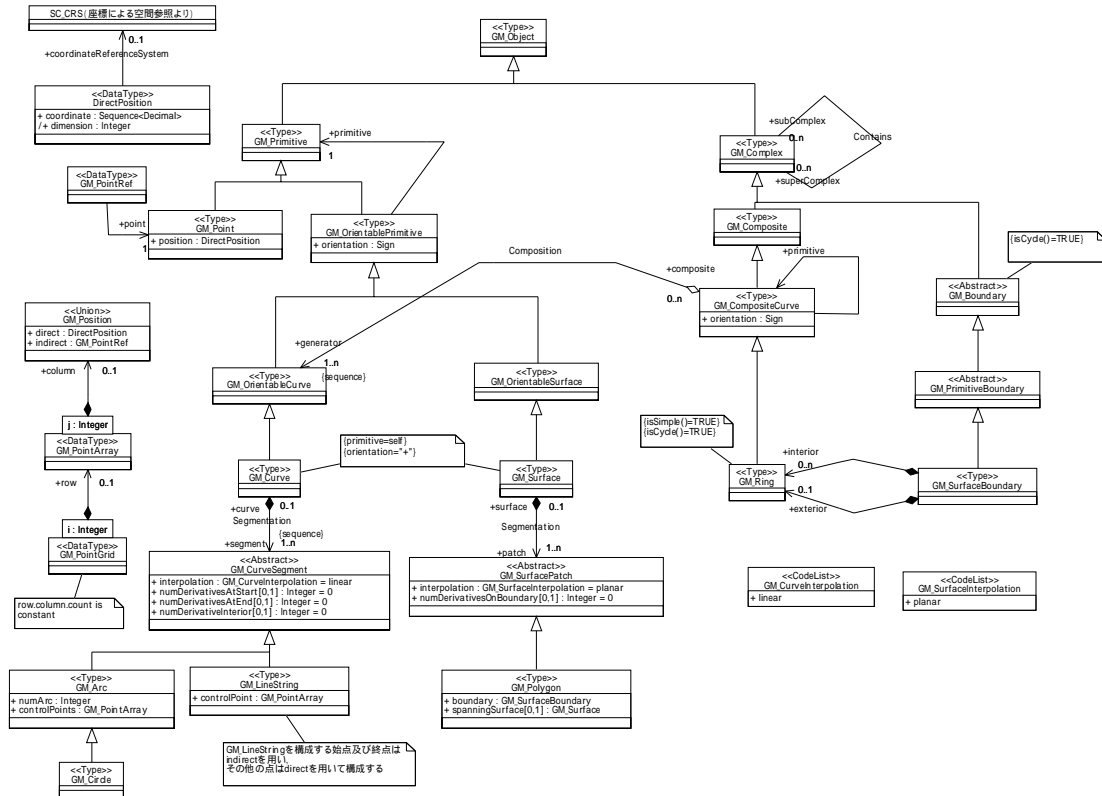 SC_CRS(座標による空間参照より)
0..1
+coordinateReferenceSystem
<<DataType>>
DirectPosition
+ coordinate : Sequence<Decimal>
/+ dimension : Integer
<<Type>>
GM_Object
<<Type>>
GM_Primitive
+primitive
1
<<DataType>>
GM_PointRef
+point
1
<<Type>>
GM_Point
+ position : DirectPosition
<<Type>>
GM_OrientablePrimitive
+ orientation : Sign
+subComplex
0..n
Contains
<<Type>>
GM_Complex
0..n
+superComplex
<<Type>>
GM_Composite
+primitive
{isCycle()=TRUE}
Composition
+composite
0..n
<<Type>>
GM_CompositeCurve
+ orientation : Sign
<<Abstract>>
GM_Boundary
<<Union>>
GM_Position
+ direct : DirectPosition
+ indirect : GM_PointRef
+column
0..1
j : Integer
<<DataType>>
GM_PointArray
+row
0..1
i : Integer
<<DataType>>
GM_PointGrid
row.column.count is
constant
+generator
1..n
{sequence}
<<Type>>
GM_OrientableCurve
<<Type>>
GM_OrientableSurface
<<Abstract>>
GM_PrimitiveBoundary
{primitive=self}
{orientation="+"}
{isSimple()=TRUE}
{isCycle()=TRUE}
<<Type>>
GM_Curve
<<Type>>
GM_Surface
<<Type>>
GM_Ring
+interior
0..n
0..1
+exterior
<<Type>>
GM_SurfaceBoundary
+curve
0..1
Segmentation
{sequence}
+segment
1..n
+surface
0..1
Segmentation
+patch
1..n
<<Abstract>>
GM_CurveSegment
+ interpolation : GM_CurveInterpolation = linear
+ numDerivativesAtStart[0,1] : Integer = 0
+ numDerivativesAtEnd[0,1] : Integer = 0
+ numDerivativeInterior[0,1] : Integer = 0
<<Abstract>>
GM_SurfacePatch
+ interpolation : GM_SurfaceInterpolation = planar
+ numDerivativesOnBoundary[0,1] : Integer = 0
<<CodeList>>
GM_CurveInterpolation
+ linear
<<CodeList>>
GM_SurfaceInterpolation
+ planar
<<Type>>
GM_Arc
+ numArc : Integer
+ controlPoints : GM_PointArray
<<Type>>
GM_LineString
+ controlPoint : GM_PointArray
<<Type>>
GM_Polygon
+ boundary : GM_SurfaceBoundary
+ spanningSurface[0,1] : GM_Surface
GM_LineStringを構成する始点及び終点は
indirectを用い,
その他の点はdirectを用いて構成する
<<Type>>
GM_Circle